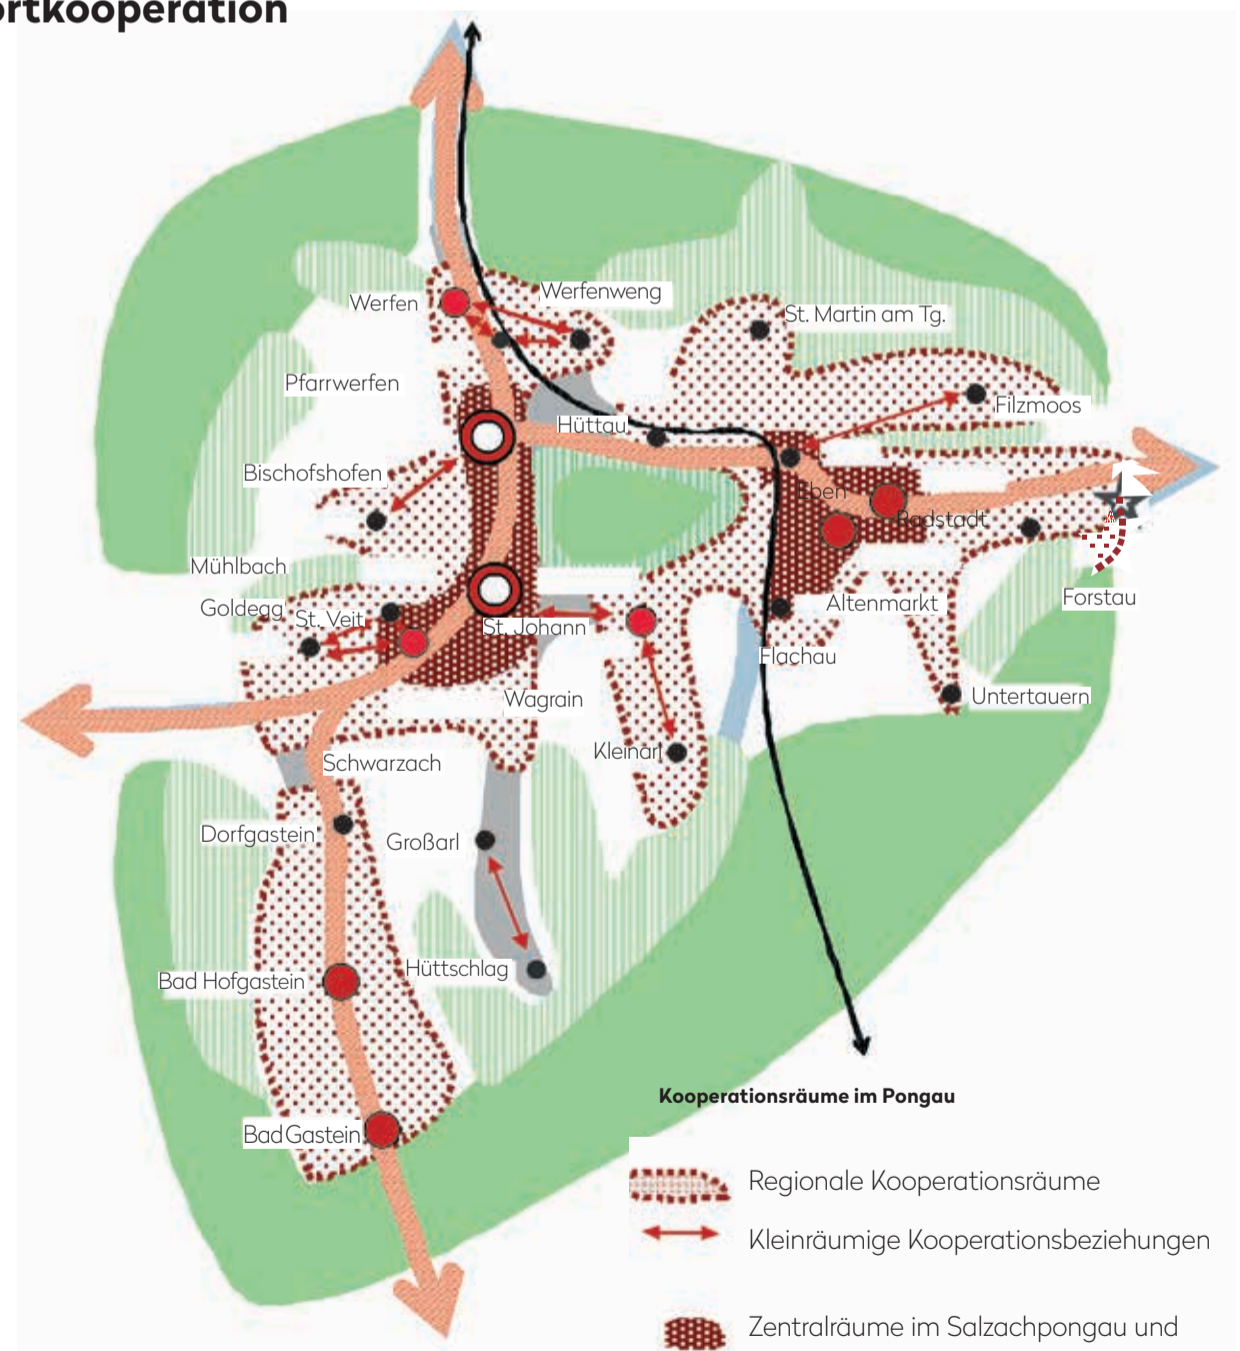 ortkooperation
Werfen
Werfenweng
St. Martin am Tg.
Pfarrwerfen
Filzmoos
Hüttau
Bischofshofen
Eben
Radstadt
Mühlbach
Goldegg
St. Veit
St. Johann
Altenmarkt
Forstau
Flachau
Wagrain
Untertauern
Kleinarl
Schwarzach
Dorfgastein
Großarl
Bad Hofgastein
Hüttschlag
Kooperationsräume im Pongau
Bad Gastein
Regionale Kooperationsräume
Kleinräumige Kooperationsbeziehungen
Zentralräume im Salzachpongau und